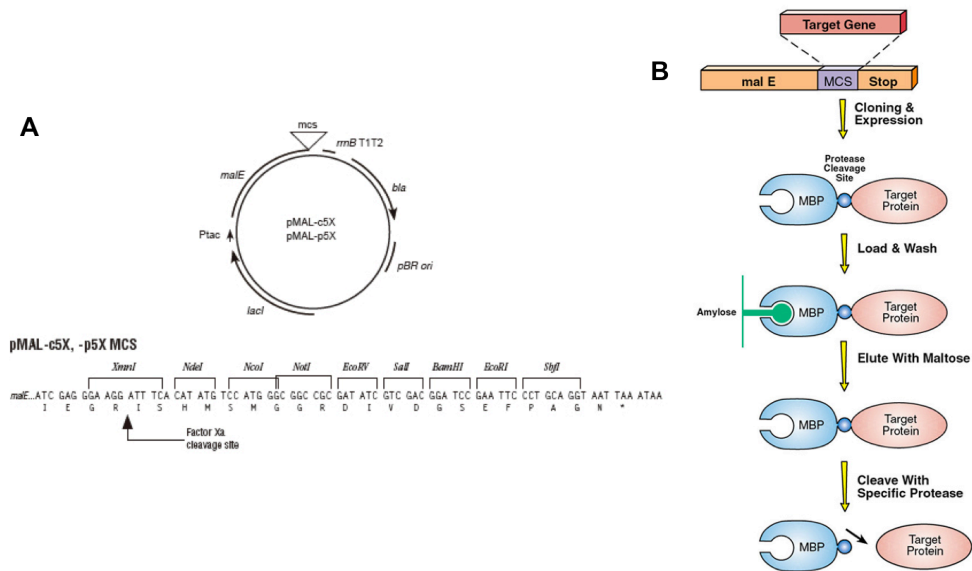 A
mcs
rrnB T1T2
malE
bla
pMAL-c5X
pMAL-p5X
Ptac
pBR ori
lacI
pMAL-c5X, -p5X MCS
XmnI NdeI NcoI NotI EcoRV SalI BamHI EcoRI SbfI
malE...ATC GAG GGA AGG ATT TCA CAT ATG TCC ATG GGC GGC CGC GAT ATC GTC GAC GGA TCC GAA TTC CCT GCA GGT AAT TAA ATAA
I E G R I S H M S M G G R D I V D G S E F P A G N *
Factor Xa
cleavage site
B
Target Gene
mal E MCS Stop
Cloning &
Expression
Protease
Cleavage
Site
MBP
Target
Protein
Load & Wash
Amylose
MBP
Target
Protein
Elute With Maltose
MBP
Target
Protein
Cleave With
Specific Protease
MBP
Target
Protein